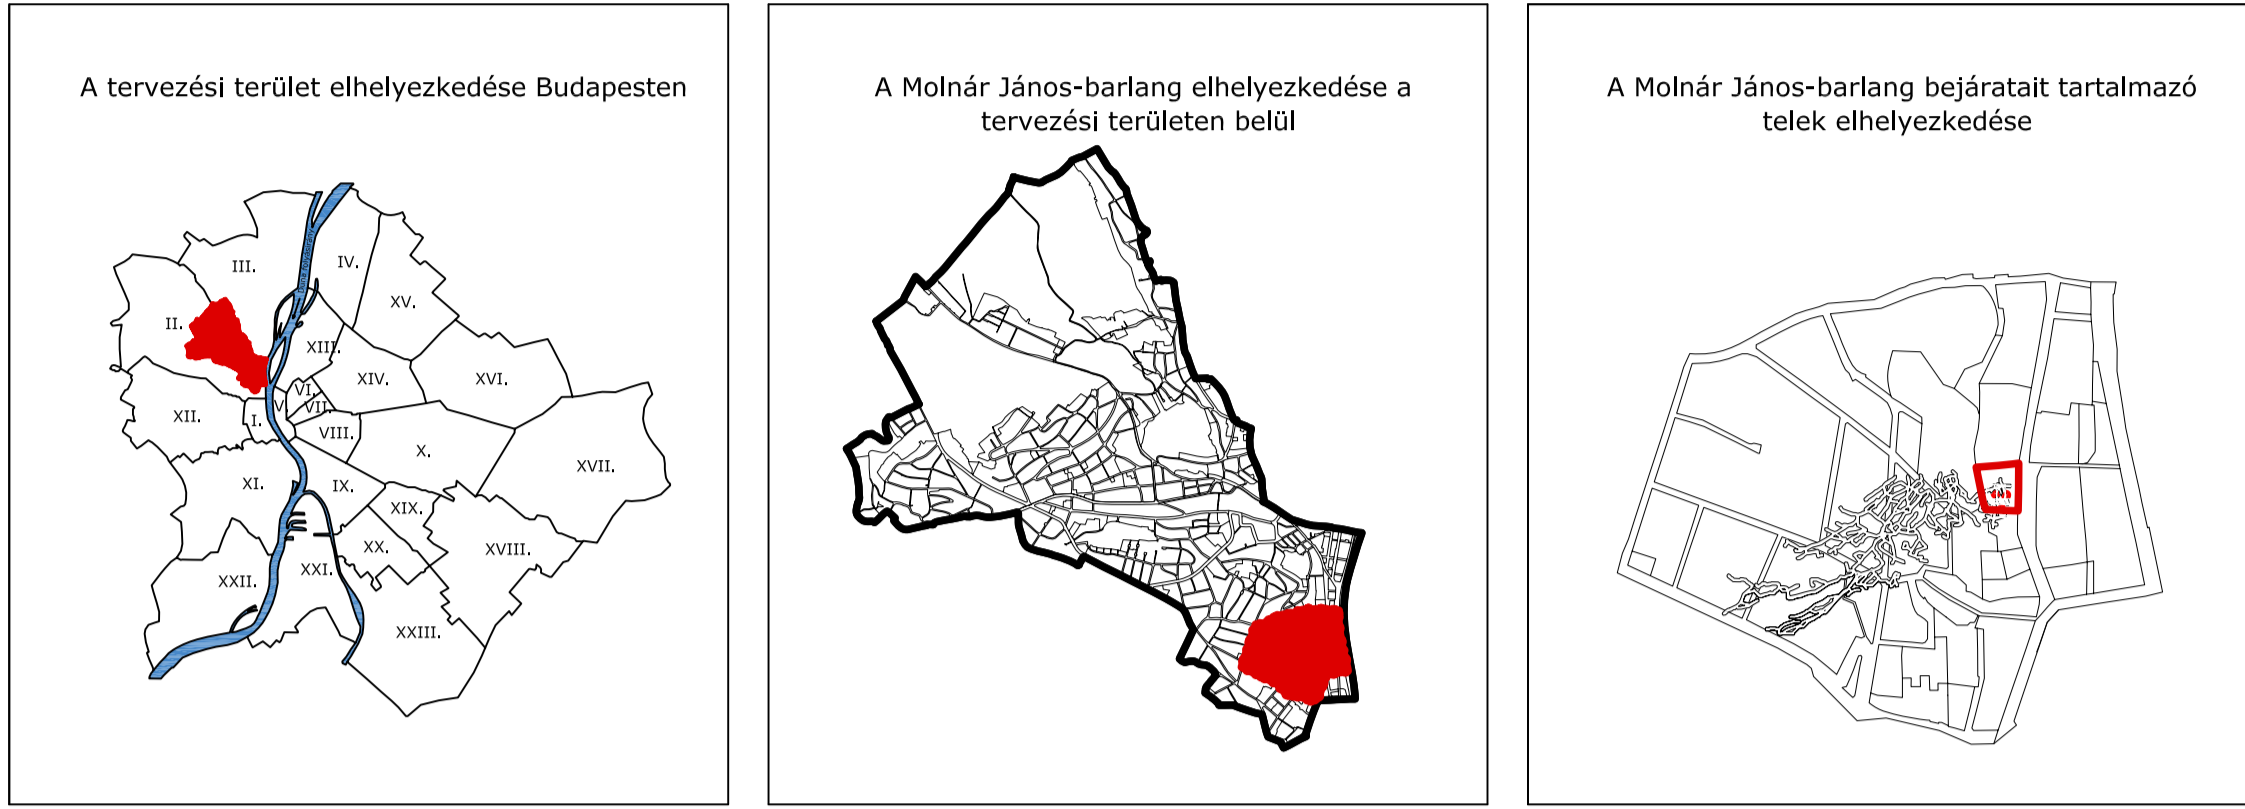 A tervezési terület elhelyezkedése Budapesten
III.
IV.
XV.
II.
XIII.
XIV.
XVI.
VI.
V.
VII.
I.
XII.
VIII.
X.
XVII.
XI.
IX.
XIX.
XX.
XVIII.
XXII.
XXI.
XXIII.
A Molnár János-barlang elhelyezkedése a
tervezési területen belül
A Molnár János-barlang bejáratait tartalmazó
telek elhelyezkedése